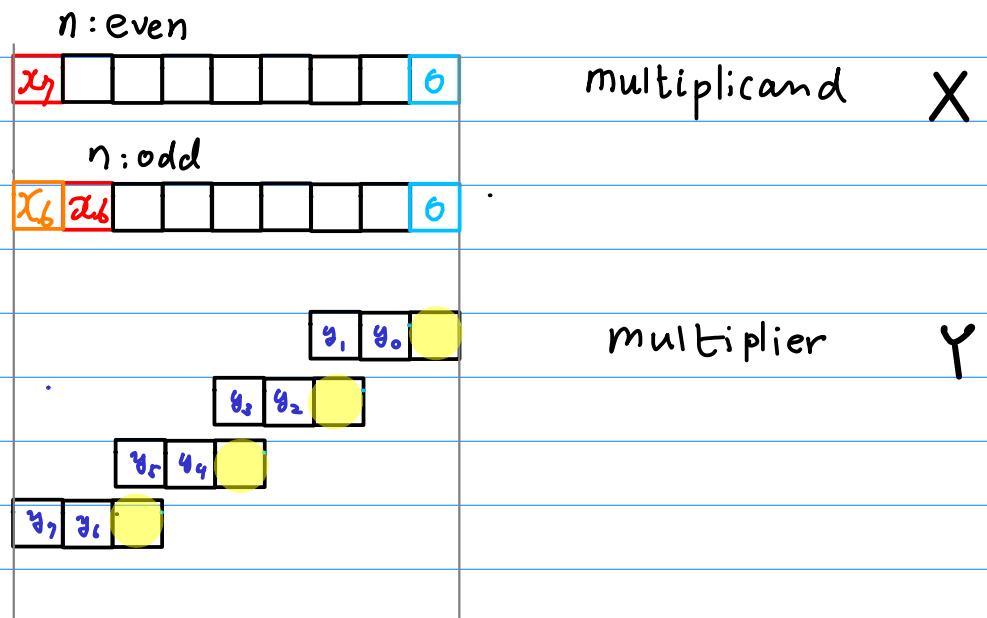 n : even
x₇ 0 multiplicand X
n : odd
x₆ x₆ 0
y₁ y₀ multiplier Y
y₃ y₂
y₅ y₄
y₇ y₆